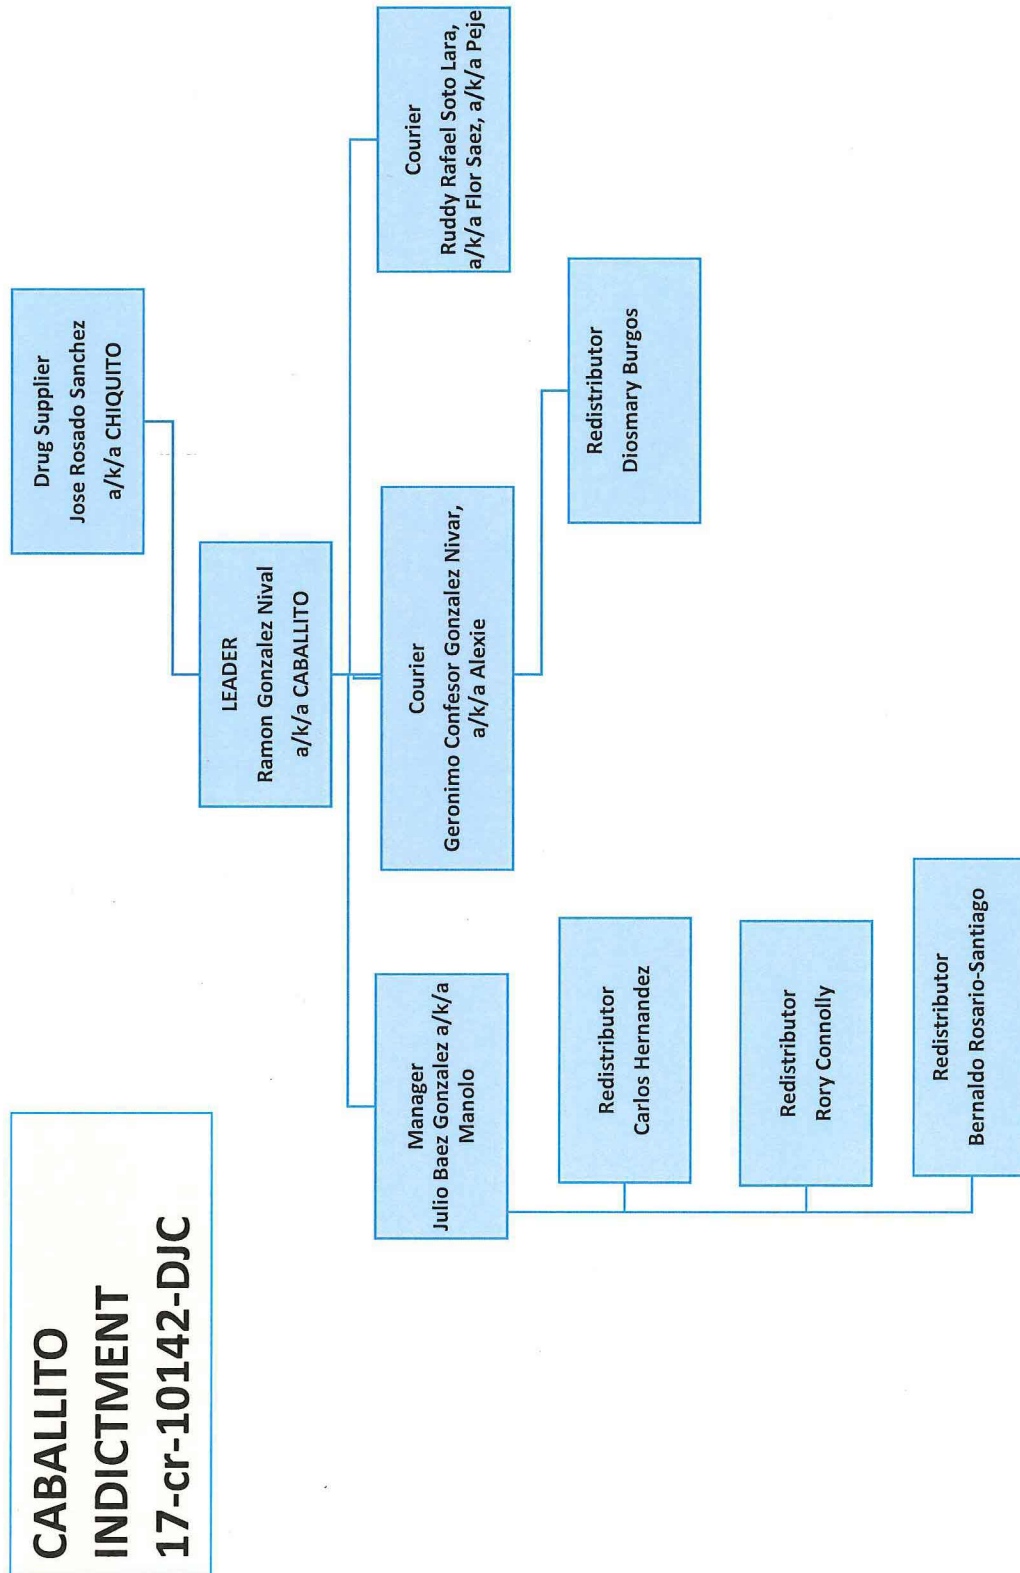 CABALLITO
INDICTMENT
17-cr-10142-DJC
Drug Supplier
Jose Rosado Sanchez
a/k/a CHIQUITO
LEADER
Ramon Gonzalez Nival
a/k/a CABALLITO
Manager
Julio Baez Gonzalez a/k/a
Manolo
Courier
Geronimo Confesor Gonzalez Nivar,
a/k/a Alexie
Courier
Ruddy Rafael Soto Lara,
a/k/a Flor Saez, a/k/a Peje
Redistributor
Carlos Hernandez
Redistributor
Diosmary Burgos
Redistributor
Rory Connolly
Redistributor
Bernaldo Rosario-Santiago